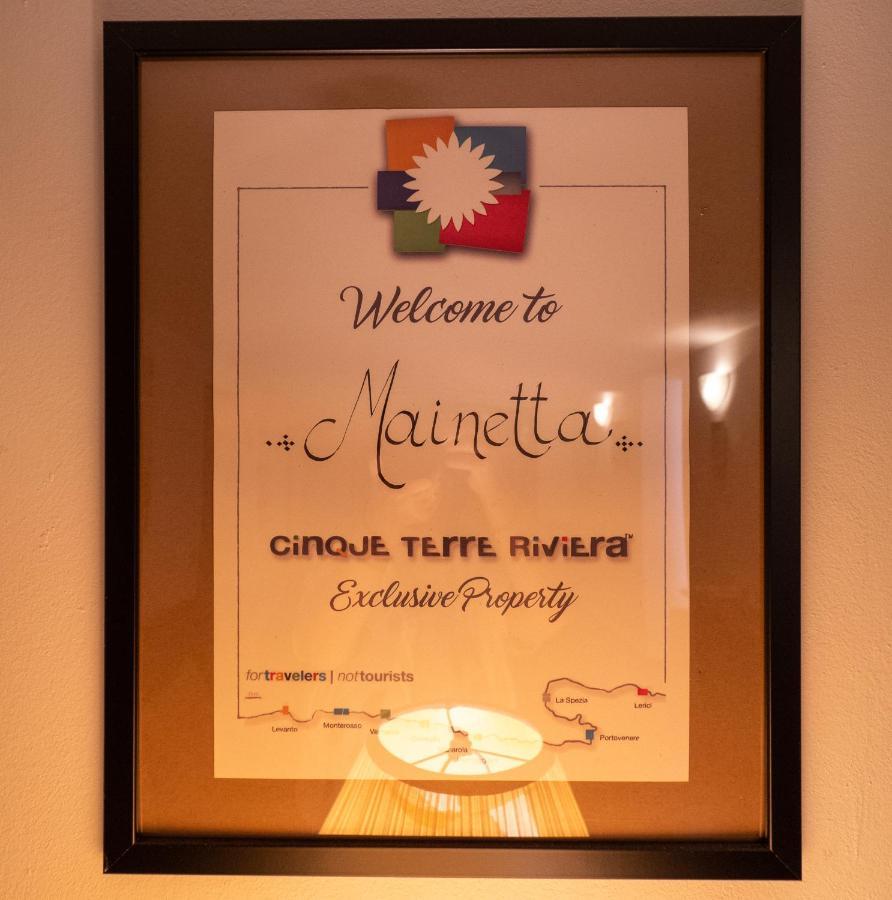 Welcome to
Mainetta
CINQUE TERRE RIVIERA™
Exclusive Property
fortravelers | nottourists
Levanto
Monterosso
La Spezia
Lerici
Portovenere